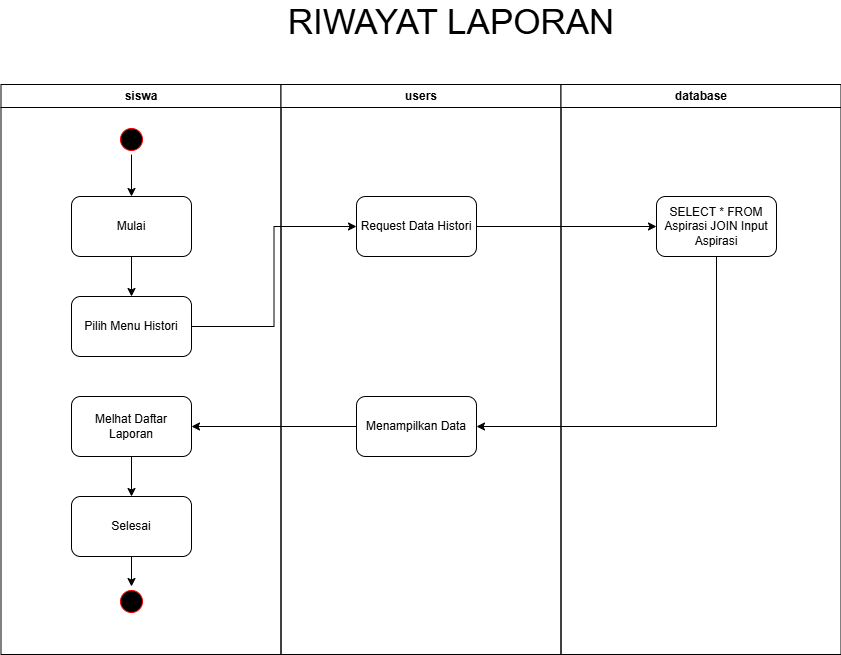 RIWAYAT LAPORAN
siswa
users
database
Mulai
Request Data Histori
SELECT * FROM
Aspirasi JOIN Input
Aspirasi
Pilih Menu Histori
Melhat Daftar
Laporan
Menampilkan Data
Selesai